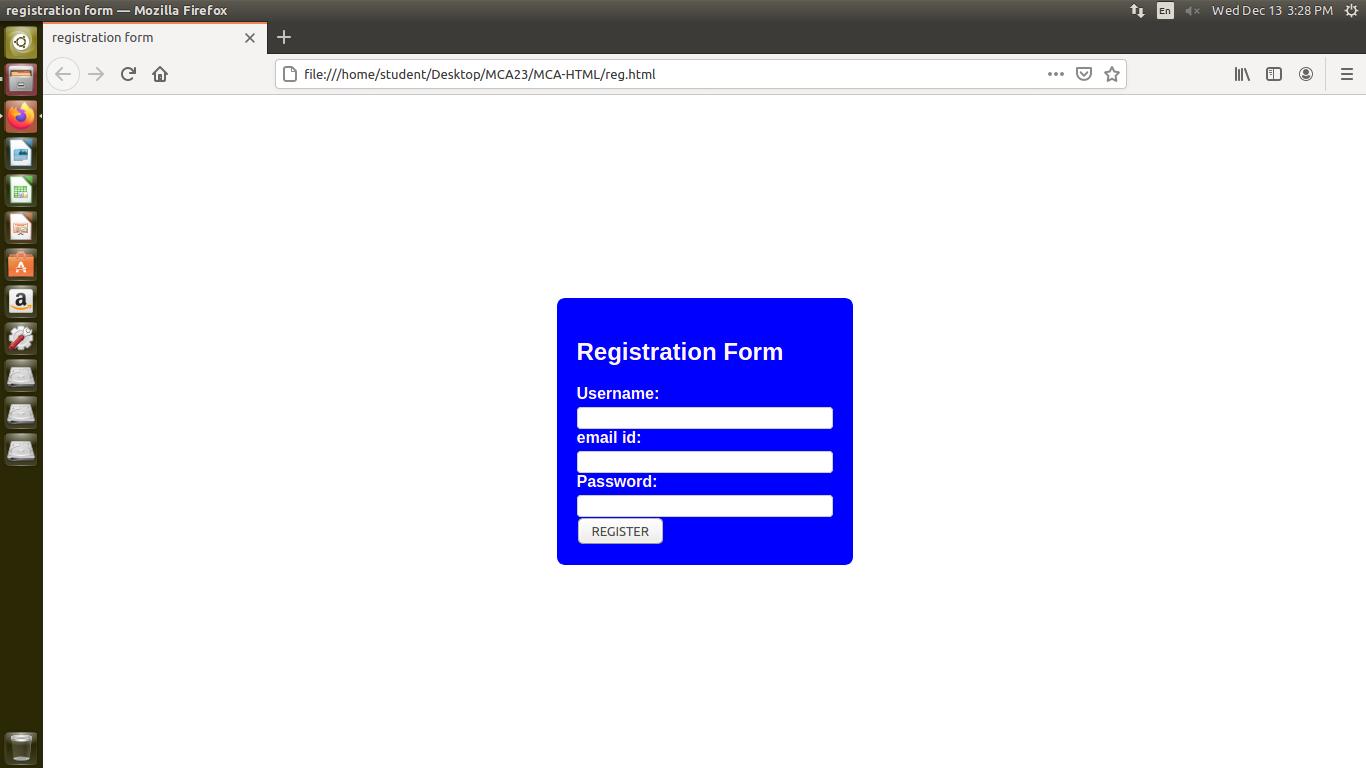 registration form — Mozilla Firefox
En
Wed Dec 13 3:28 PM
registration form
file:///home/student/Desktop/MCA23/MCA-HTML/reg.html
Registration Form
Username:
email id:
Password:
REGISTER